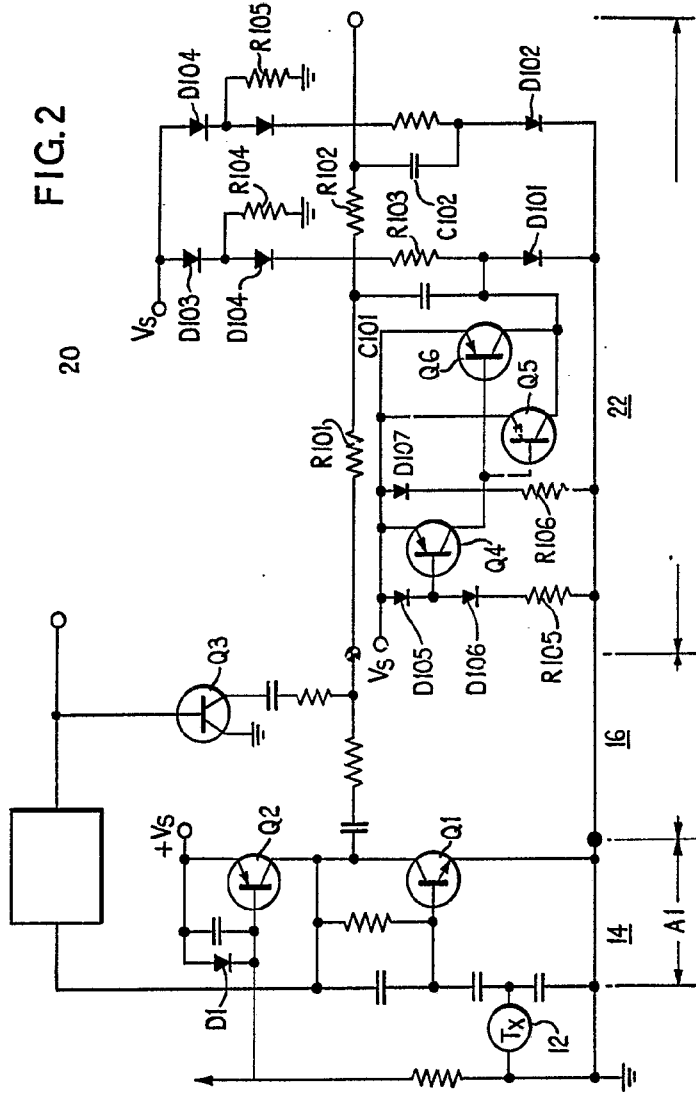 FIG. 2
20
Vs
D103
D104
R104
D104
R105
R101
R102
C101
R103
C102
D101
D102
Q3
+Vs
D1
Q2
Q1
Tx
12
Vs
D105
D106
R105
Q4
D107
R106
Q5
Q6
14
16
22
A1